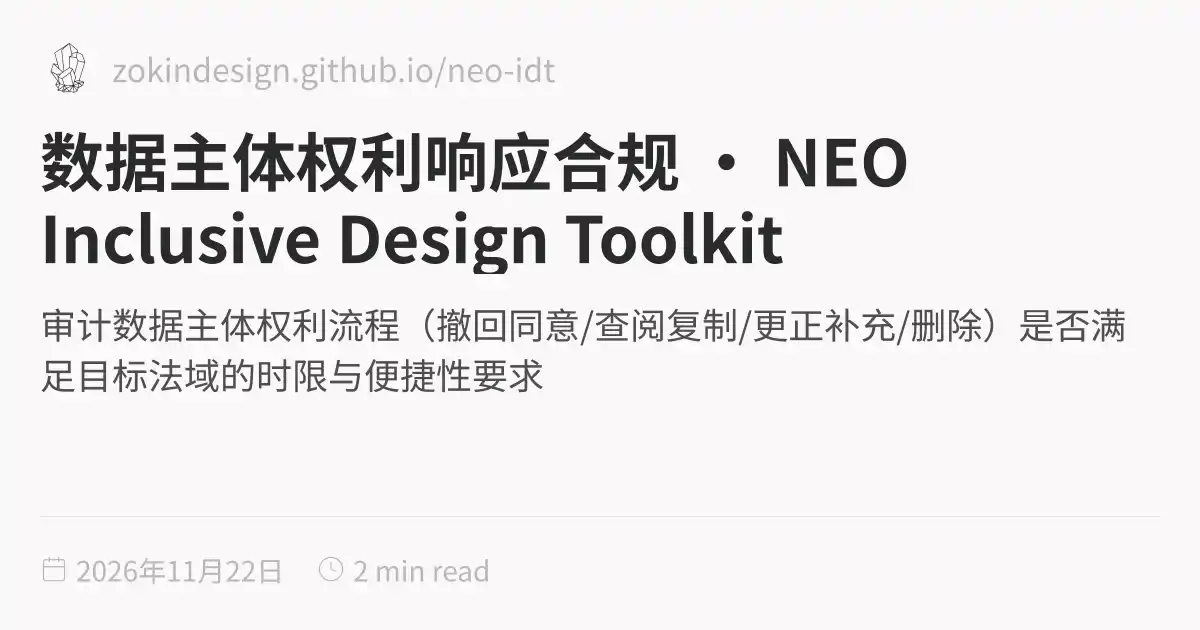 zokindesign.github.io/neo-idt
数据主体权利响应合规 · NEO
Inclusive Design Toolkit
审计数据主体权利流程（撤回同意/查阅复制/更正补充/删除）是否满
足目标法域的时限与便捷性要求
2026年11月22日 2 min read